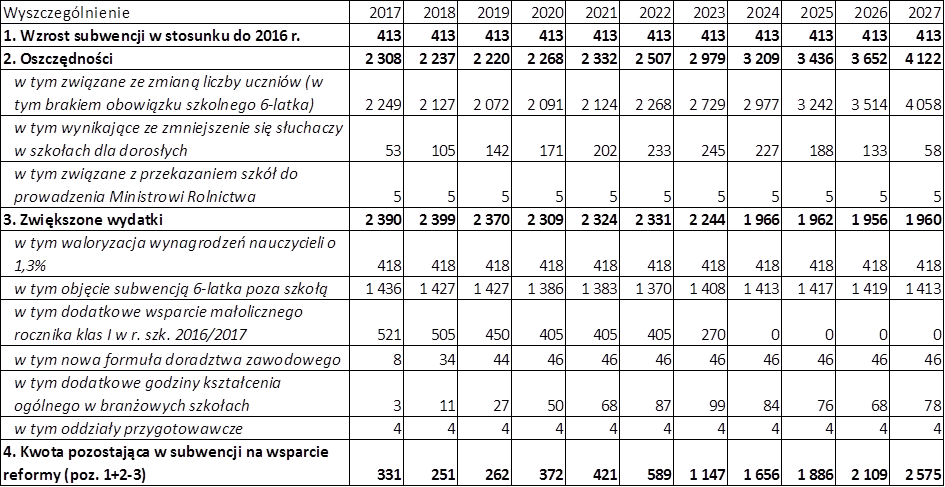 Wyszczególnienie 2017 2018 2019 2020 2021 2022 2023 2024 2025 2026 2027
1. Wzrost subwencji w stosunku do 2016 r. 413 413 413 413 413 413 413 413 413 413 413
2. Oszczędności 2 308 2 237 2 220 2 268 2 332 2 507 2 979 3 209 3 436 3 652 4 122
w tym związane ze zmianą liczby uczniów (w
tym brakiem obowiązku szkolnego 6-latka) 2 249 2 127 2 072 2 091 2 124 2 268 2 729 2 977 3 242 3 514 4 058
w tym wynikające ze zmniejszenie się słuchaczy
w szkołach dla dorosłych 53 105 142 171 202 233 245 227 188 133 58
w tym związane z przekazaniem szkół do
prowadzenia Ministrowi Rolnictwa 5 5 5 5 5 5 5 5 5 5 5
3. Zwiększone wydatki 2 390 2 399 2 370 2 309 2 324 2 331 2 244 1 966 1 962 1 956 1 960
w tym waloryzacja wynagrodzeń nauczycieli o
1,3% 418 418 418 418 418 418 418 418 418 418 418
w tym objęcie subwencją 6-latka poza szkołą 1 436 1 427 1 427 1 386 1 383 1 370 1 408 1 413 1 417 1 419 1 413
w tym dodatkowe wsparcie małolicznego
rocznika klas I w r. szk. 2016/2017 521 505 450 405 405 405 270 0 0 0 0
w tym nowa formuła doradztwa zawodowego 8 34 44 46 46 46 46 46 46 46 46
w tym dodatkowe godziny kształcenia
ogólnego w branżowych szkołach 3 11 27 50 68 87 99 84 76 68 78
w tym oddziały przygotowawcze 4 4 4 4 4 4 4 4 4 4 4
4. Kwota pozostająca w subwencji na wsparcie
reformy (poz. 1+2-3) 331 251 262 372 421 589 1 147 1 656 1 886 2 109 2 575